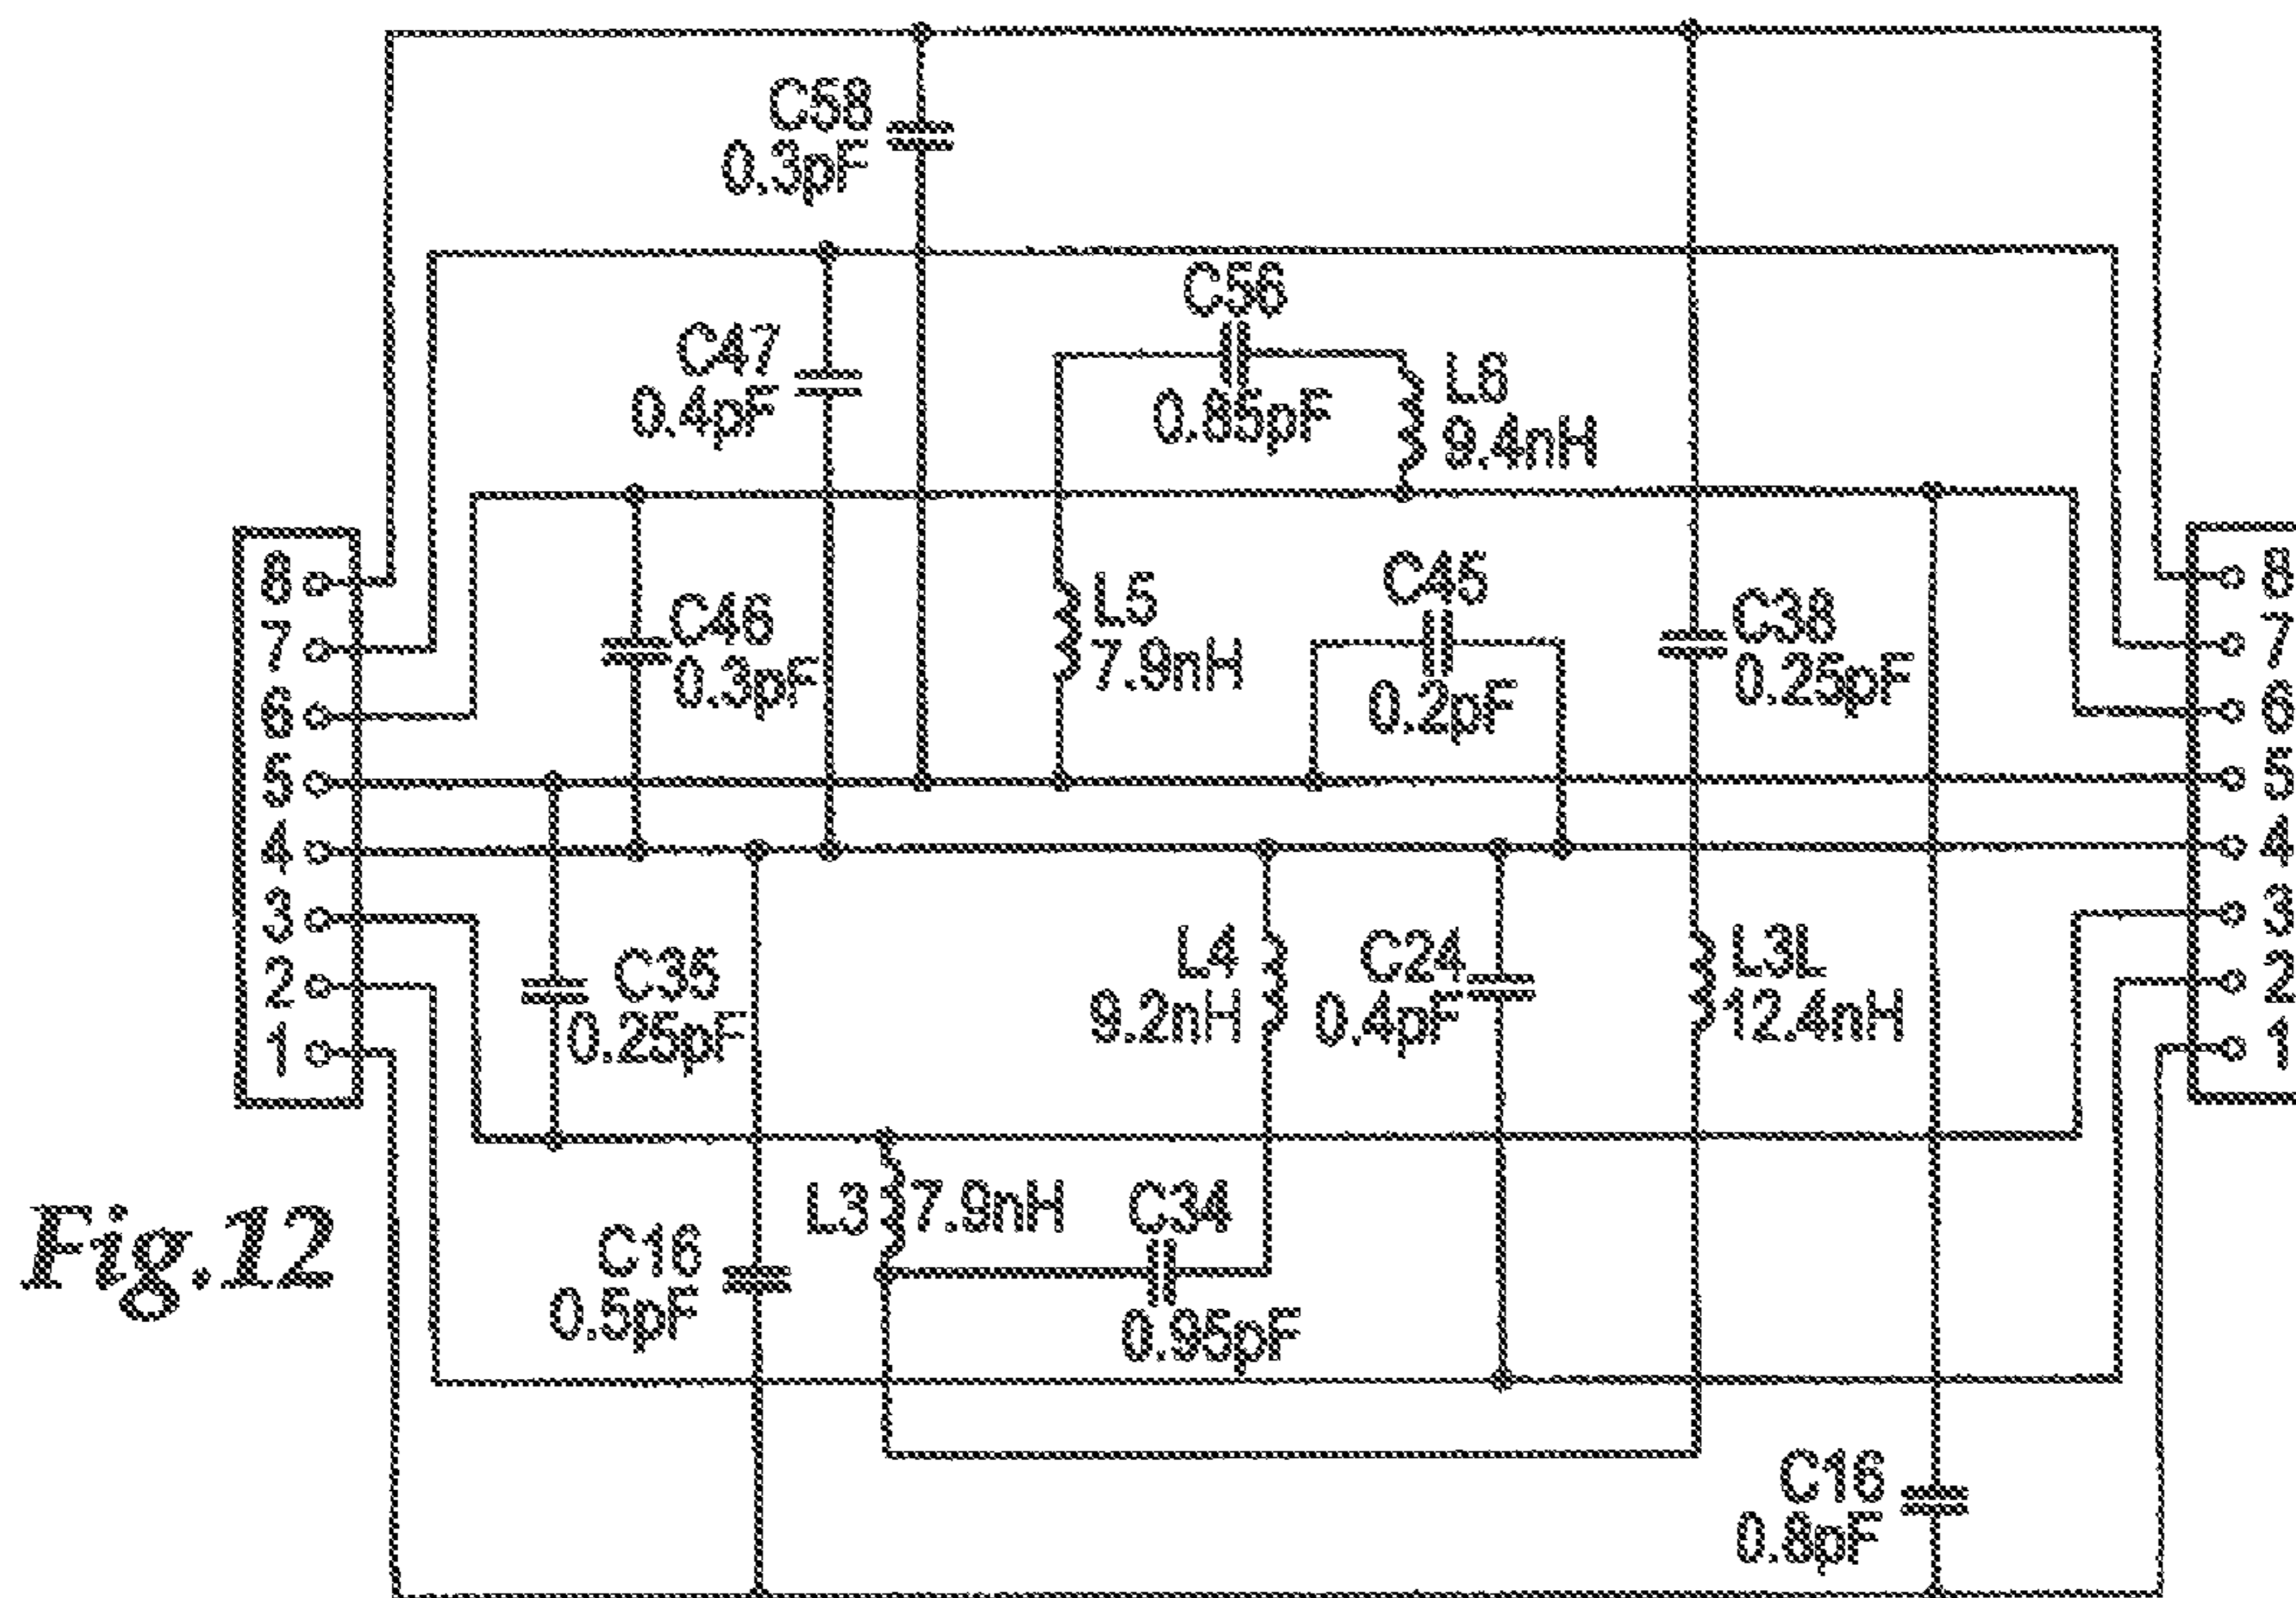 C58
0.3pF
C56
0.85pF
C47
0.4pF
L6
9.4nH
8
7
6
5
4
3
2
1
C46
0.3pF
L5
7.9nH
C45
0.2pF
C38
0.25pF
8
7
6
5
4
3
2
1
C35
0.25pF
L4
9.2nH
C24
0.4pF
L3L
12.4nH
L3 7.9nH
C34
0.95pF
C16
0.5pF
C16
0.8pF
Fig.12